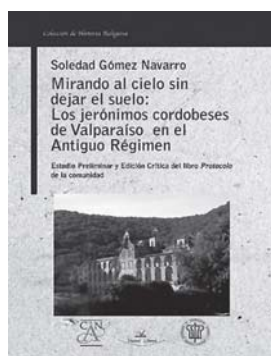 Colección de Historia Religiosa
Soledad Gómez Navarro
Mirando al cielo sin
dejar el suelo:
Los jerónimos cordobeses
de Valparaíso en el
Antiguo Régimen
Estudio Preliminar y Edición Crítica del libro Protocolo
de la comunidad